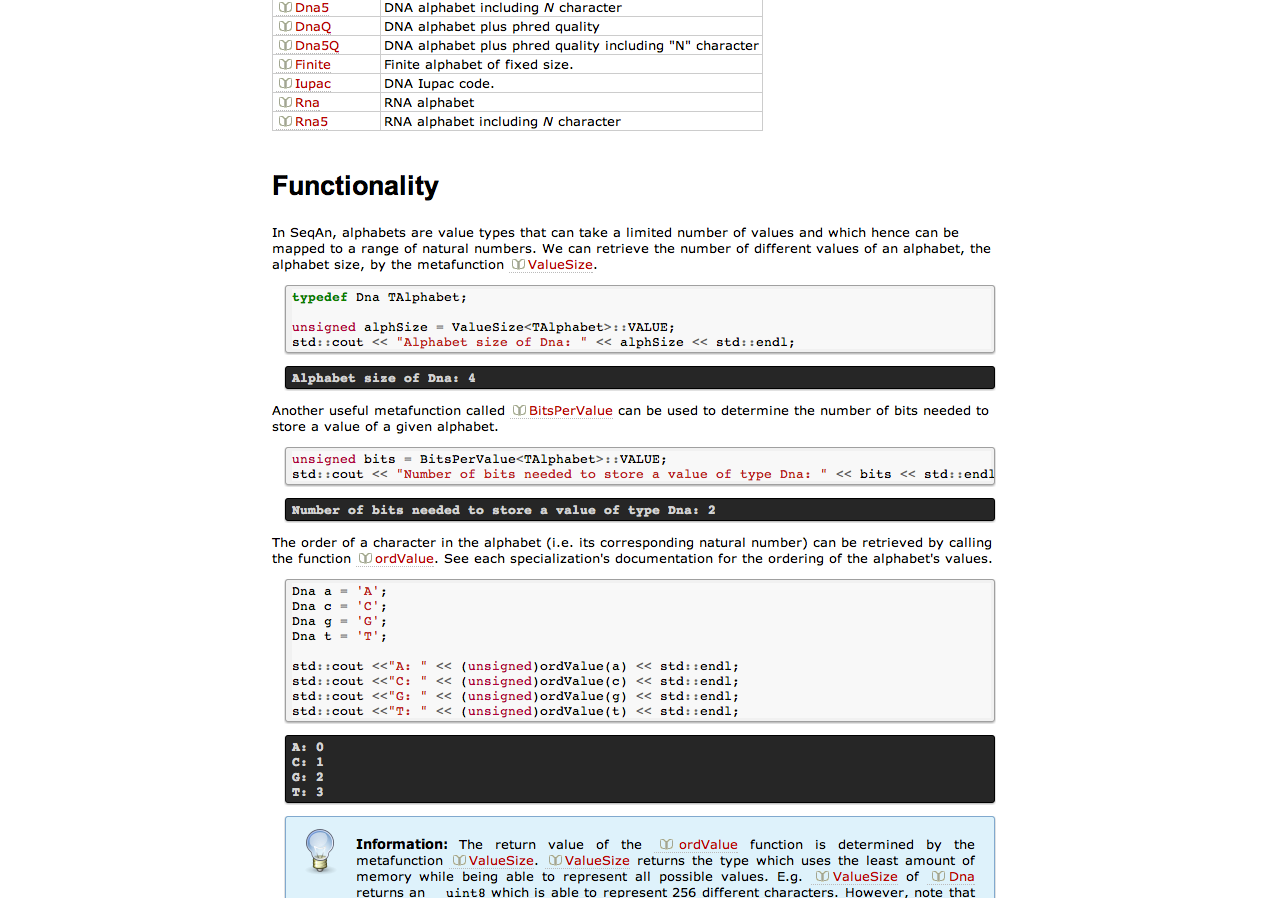 Dna5 DNA alphabet including N character
DnaQ DNA alphabet plus phred quality
Dna5Q DNA alphabet plus phred quality including "N" character
Finite Finite alphabet of fixed size.
Iupac DNA Iupac code.
Rna RNA alphabet
Rna5 RNA alphabet including N character
Functionality
In SeqAn, alphabets are value types that can take a limited number of values and which hence can be
mapped to a range of natural numbers. We can retrieve the number of different values of an alphabet, the
alphabet size, by the metafunction ValueSize.
typedef Dna TAlphabet;
unsigned alphSize = ValueSize<TAlphabet>::VALUE;
std::cout << "Alphabet size of Dna: " << alphSize << std::endl;
Alphabet size of Dna: 4
Another useful metafunction called BitsPerValue can be used to determine the number of bits needed to
store a value of a given alphabet.
unsigned bits = BitsPerValue<TAlphabet>::VALUE;
std::cout << "Number of bits needed to store a value of type Dna: " << bits << std::endl
Number of bits needed to store a value of type Dna: 2
The order of a character in the alphabet (i.e. its corresponding natural number) can be retrieved by calling
the function ordValue. See each specialization's documentation for the ordering of the alphabet's values.
Dna a = 'A';
Dna c = 'C';
Dna g = 'G';
Dna t = 'T';
std::cout <<"A: " << (unsigned)ordValue(a) << std::endl;
std::cout <<"C: " << (unsigned)ordValue(c) << std::endl;
std::cout <<"G: " << (unsigned)ordValue(g) << std::endl;
std::cout <<"T: " << (unsigned)ordValue(t) << std::endl;
A: 0
C: 1
G: 2
T: 3
Information: The return value of the ordValue function is determined by the
metafunction ValueSize. ValueSize returns the type which uses the least amount of
memory while being able to represent all possible values. E.g. ValueSize of Dna
returns an uint8 which is able to represent 256 different characters. However, note that